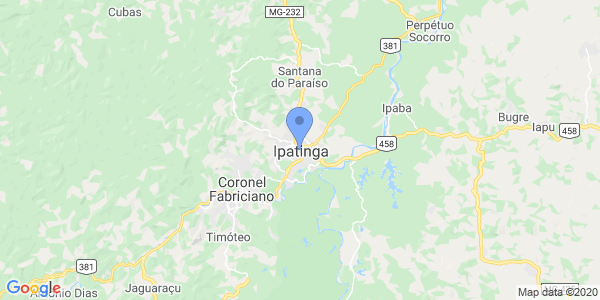 Cubas
MG-232
Perpétuo
Socorro
381
Santana
do Paraíso
Ipaba
Bugre
Iapu
458
458
Ipatinga
Coronel
Fabriciano
Timóteo
381
Jaguaraçu
Antônio Dias
Google
Map data ©2020